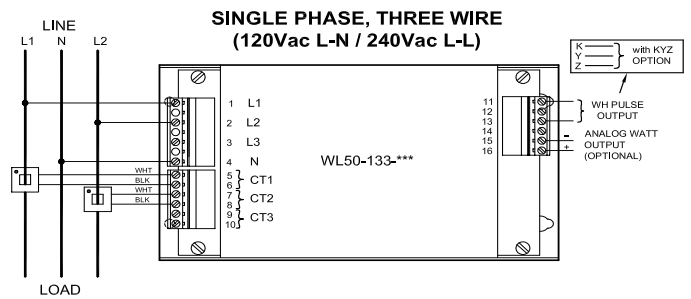 SINGLE PHASE, THREE WIRE
(120Vac L-N / 240Vac L-L)
LINE
L1 N L2
K
Y
Z
with KYZ
OPTION
1 L1
2 L2
3 L3
4 N
WHT 5
BLK 6
CT1
WHT 7
BLK 8
CT2
9
10
CT3
WL50-133-***
11
12
13
14
15
16
WH PULSE
OUTPUT
- ANALOG WATT
+ OUTPUT
(OPTIONAL)
LOAD